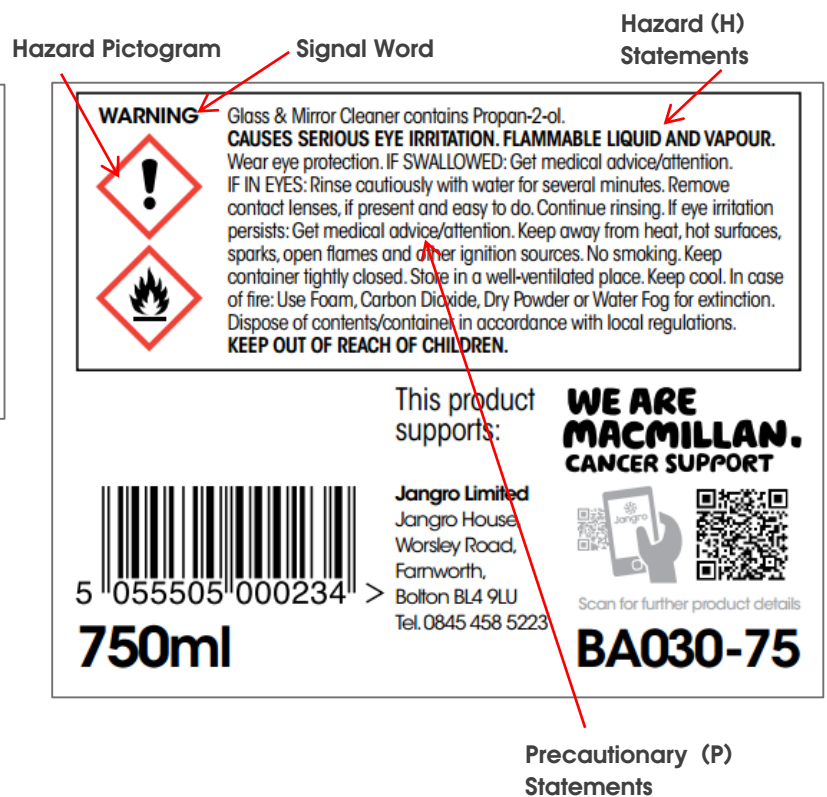 Hazard Pictogram
Signal Word
Hazard (H)
Statements
WARNING
Glass & Mirror Cleaner contains Propan-2-ol.
CAUSES SERIOUS EYE IRRITATION. FLAMMABLE LIQUID AND VAPOUR.
Wear eye protection. IF SWALLOWED: Get medical advice/attention.
IF IN EYES: Rinse cautiously with water for several minutes. Remove
contact lenses, if present and easy to do. Continue rinsing. If eye irritation
persists: Get medical advice/attention. Keep away from heat, hot surfaces,
sparks, open flames and other ignition sources. No smoking. Keep
container tightly closed. Store in a well-ventilated place. Keep cool. In case
of fire: Use Foam, Carbon Dioxide, Dry Powder or Water Fog for extinction.
Dispose of contents/container in accordance with local regulations.
KEEP OUT OF REACH OF CHILDREN.
This product
supports:
WE ARE
MACMILLAN.
CANCER SUPPORT
5 055505 000234 >
750ml
Jangro Limited
Jangro House
Worsley Road,
Farnworth,
Bolton BL4 9LU
Tel. 0845 458 5223
Jangro
Scan for further product details
BA030-75
Precautionary (P)
Statements